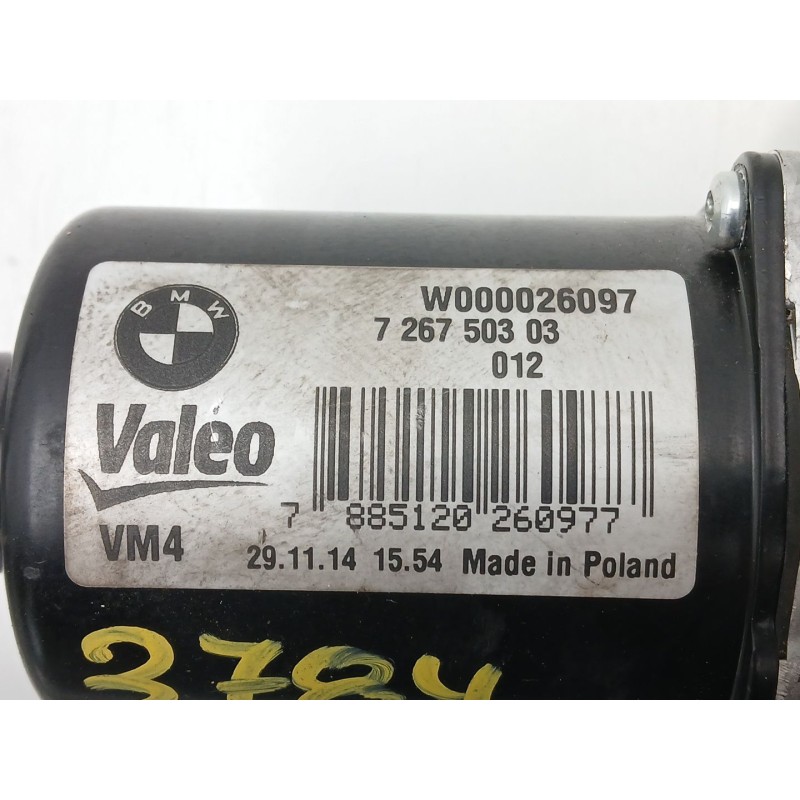 BMW
W000026097
7 267 503 03
012
Valeo
7 885120 260977
VM4
29.11.14 15.54 Made in Poland
3784